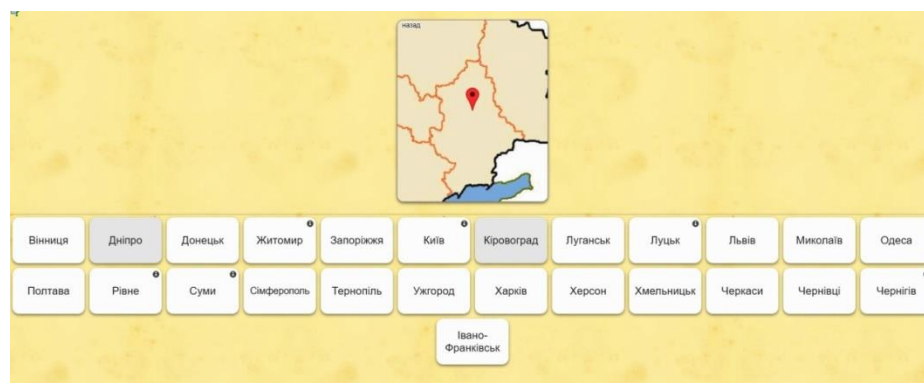 назад
Вінниця
Дніпро
Донецьк
Житомир
Запоріжжя
Київ
Кіровоград
Луганськ
Луцьк
Львів
Миколаїв
Одеса
Полтава
Рівне
Суми
Сімферополь
Тернопіль
Ужгород
Харків
Херсон
Хмельницьк
Черкаси
Чернівці
Чернігів
Івано-
Франківськ